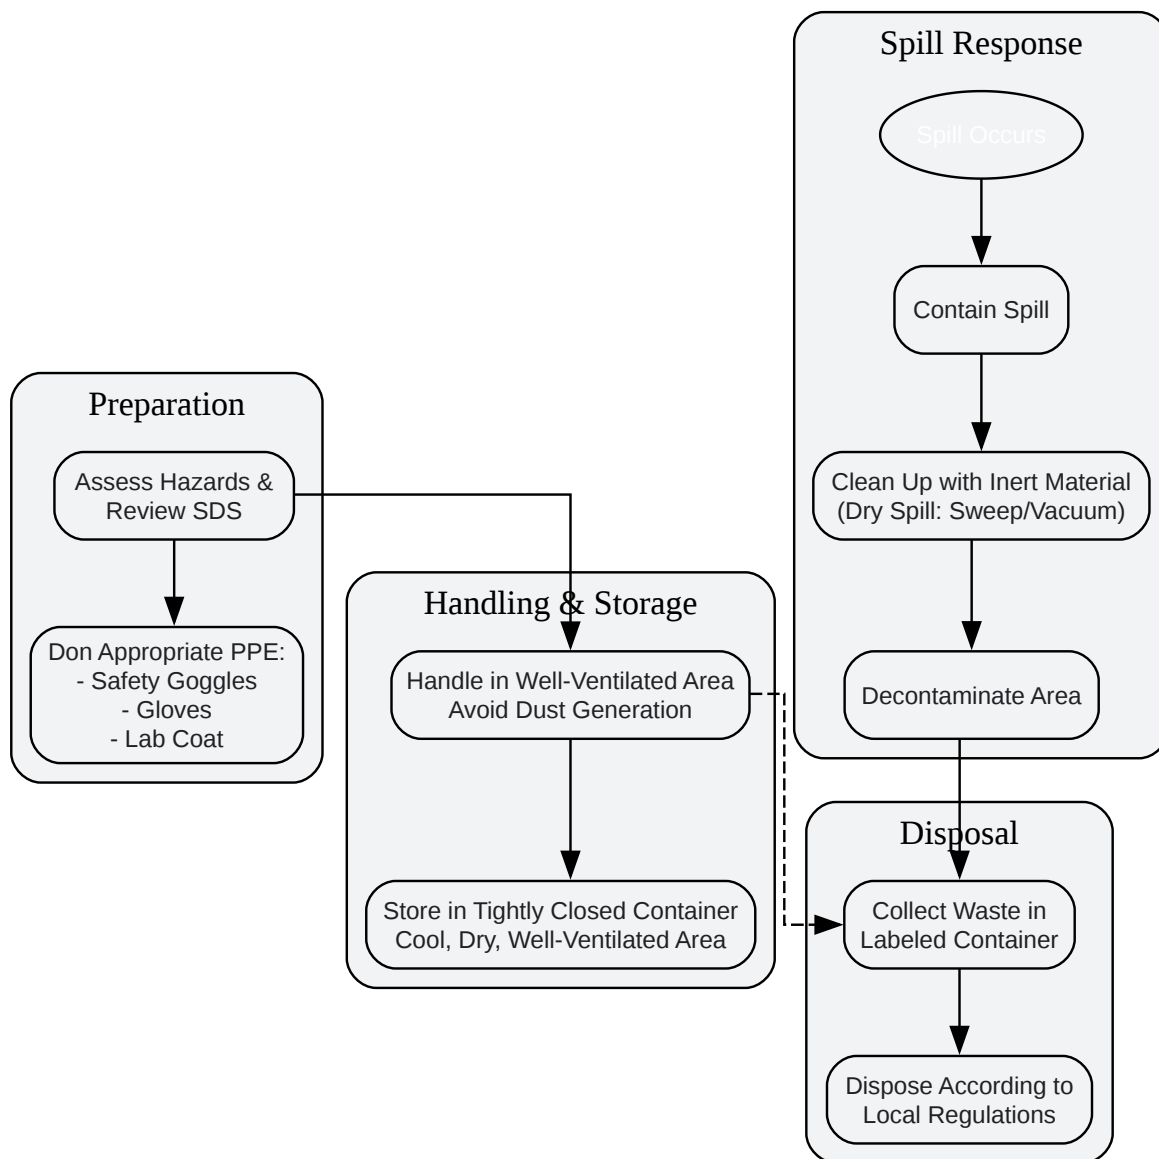 Spill Response
Spill Occurs
Contain Spill
Clean Up with Inert Material
(Dry Spill: Sweep/Vacuum)
Decontaminate Area
Preparation
Assess Hazards &
Review SDS
Don Appropriate PPE:
- Safety Goggles
- Gloves
- Lab Coat
Handling & Storage
Handle in Well-Ventilated Area
Avoid Dust Generation
Store in Tightly Closed Container
Cool, Dry, Well-Ventilated Area
Disposal
Collect Waste in
Labeled Container
Dispose According to
Local Regulations